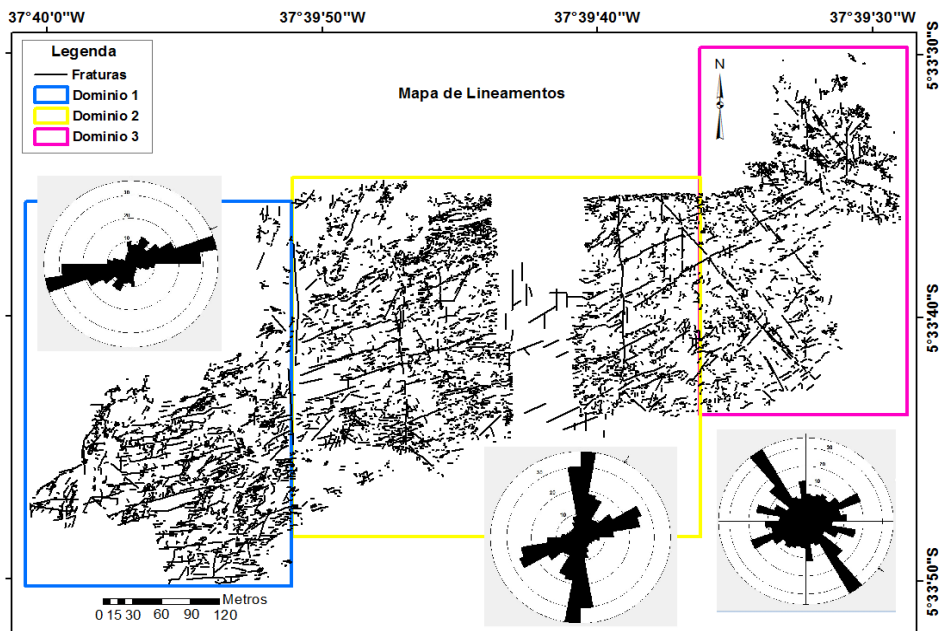 37°40'0"W 37°39'50"W 37°39'40"W 37°39'30"W
5°33'30"S
5°33'40"S
5°33'50"S
Legenda
Fraturas
Dominio 1
Dominio 2
Dominio 3
Mapa de Lineamentos
N
Metros
0 15 30 60 90 120